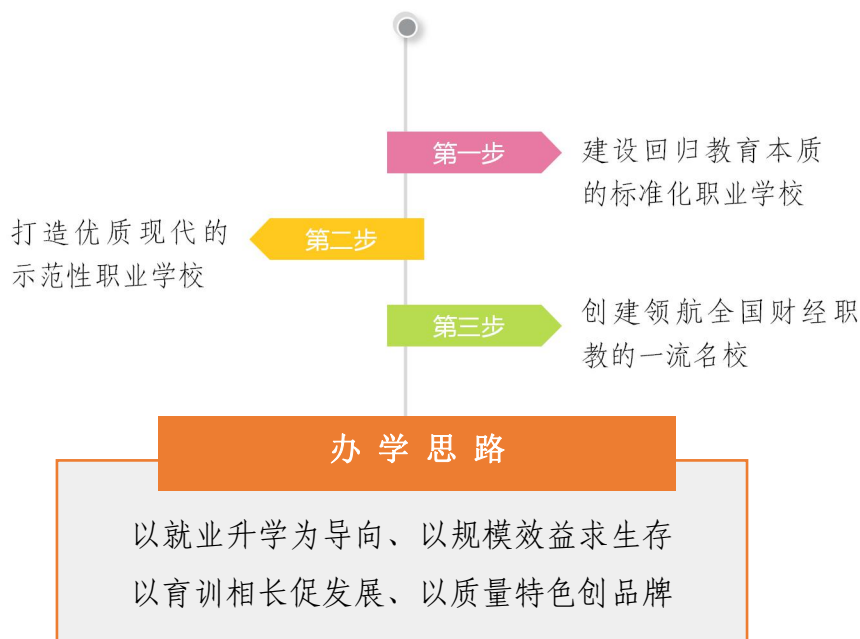 第一步
建设回归教育本质
的标准化职业学校
第二步
打造优质现代的
示范性职业学校
第三步
创建领航全国财经职
教的一流名校
办学思路
以就业升学为导向、以规模效益求生存
以育训相长促发展、以质量特色创品牌